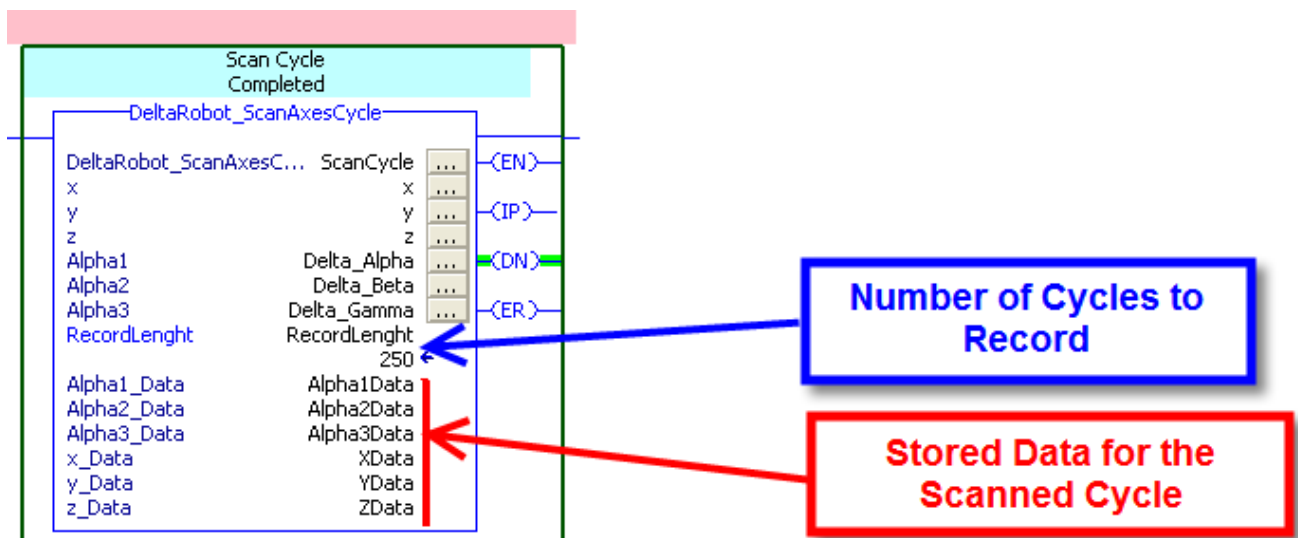 Scan Cycle
Completed
DeltaRobot_ScanAxesCycle
DeltaRobot_ScanAxesC... ScanCycle ... (EN)
x x ...
y y ... (IP)
z z ...
Alpha1 Delta_Alpha ... (DN)
Alpha2 Delta_Beta ...
Alpha3 Delta_Gamma ... (ER)
RecordLenght RecordLenght
250
Alpha1_Data Alpha1Data
Alpha2_Data Alpha2Data
Alpha3_Data Alpha3Data
x_Data XData
y_Data YData
z_Data ZData
Number of Cycles to
Record
Stored Data for the
Scanned Cycle